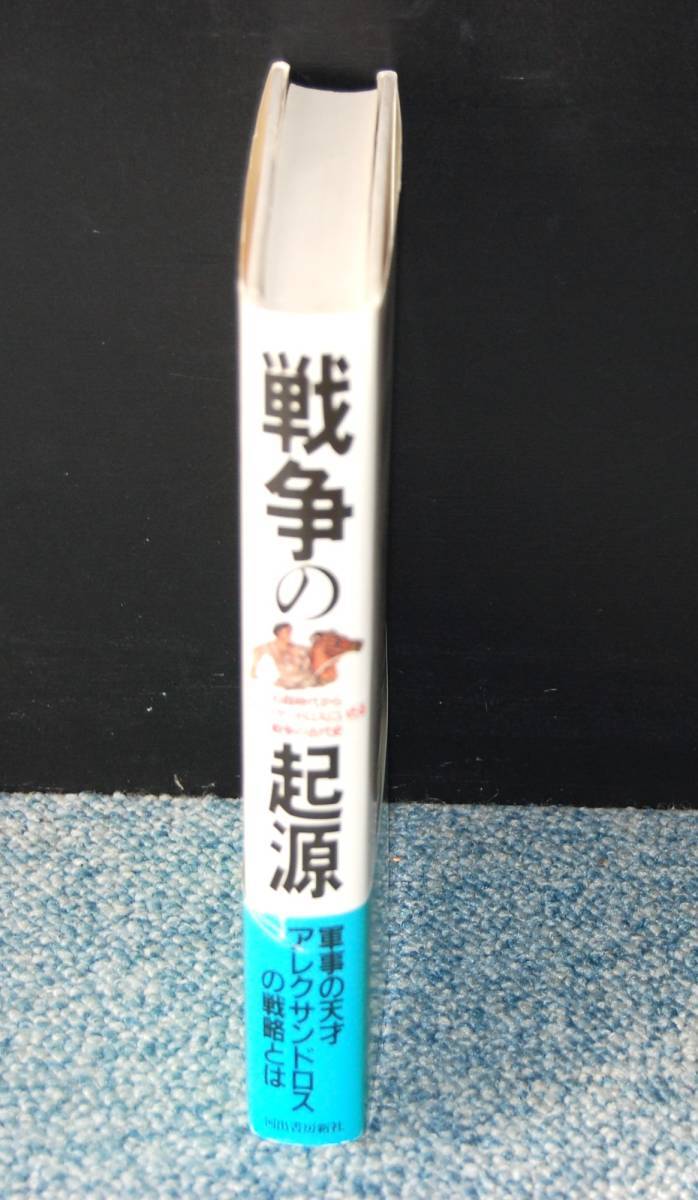 戦争の起源
軍事の天才
アレクサンドロス
の戦略とは
河出書房新社